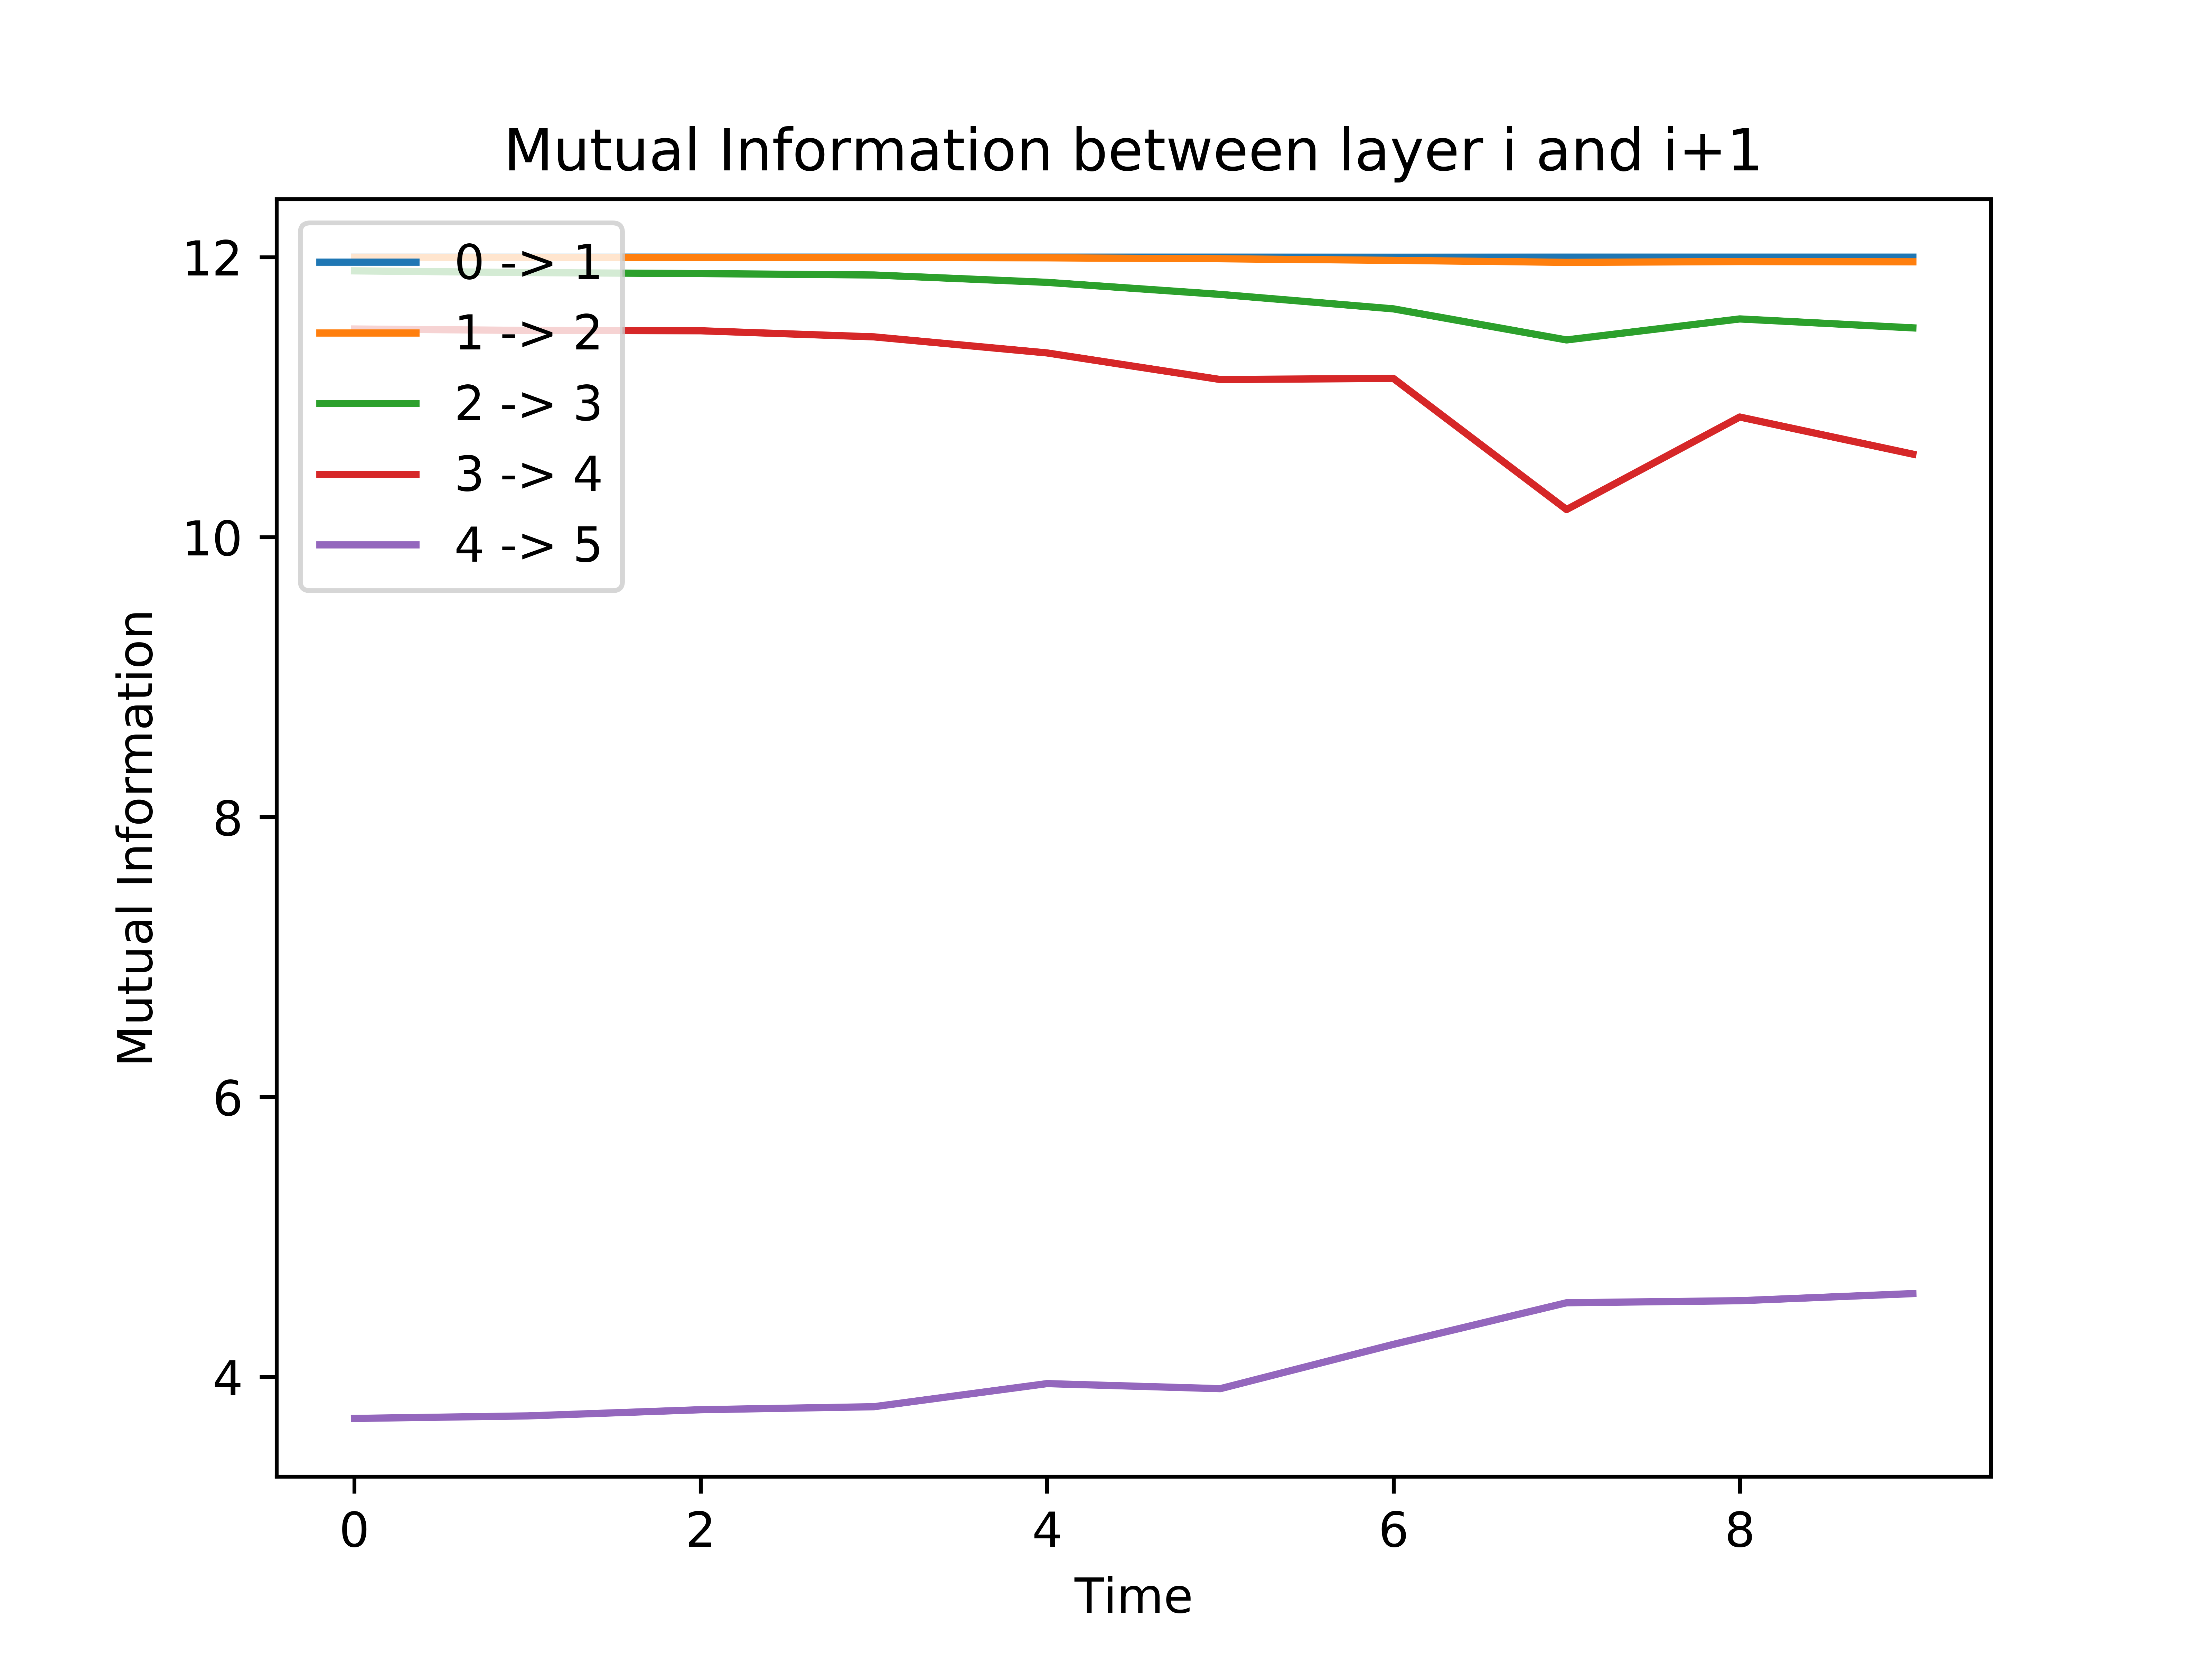 Mutual Information between layer i and i+1
12
10
8
6
4
Mutual Information
0 -> 1
1 -> 2
2 -> 3
3 -> 4
4 -> 5
0 2 4 6 8
Time